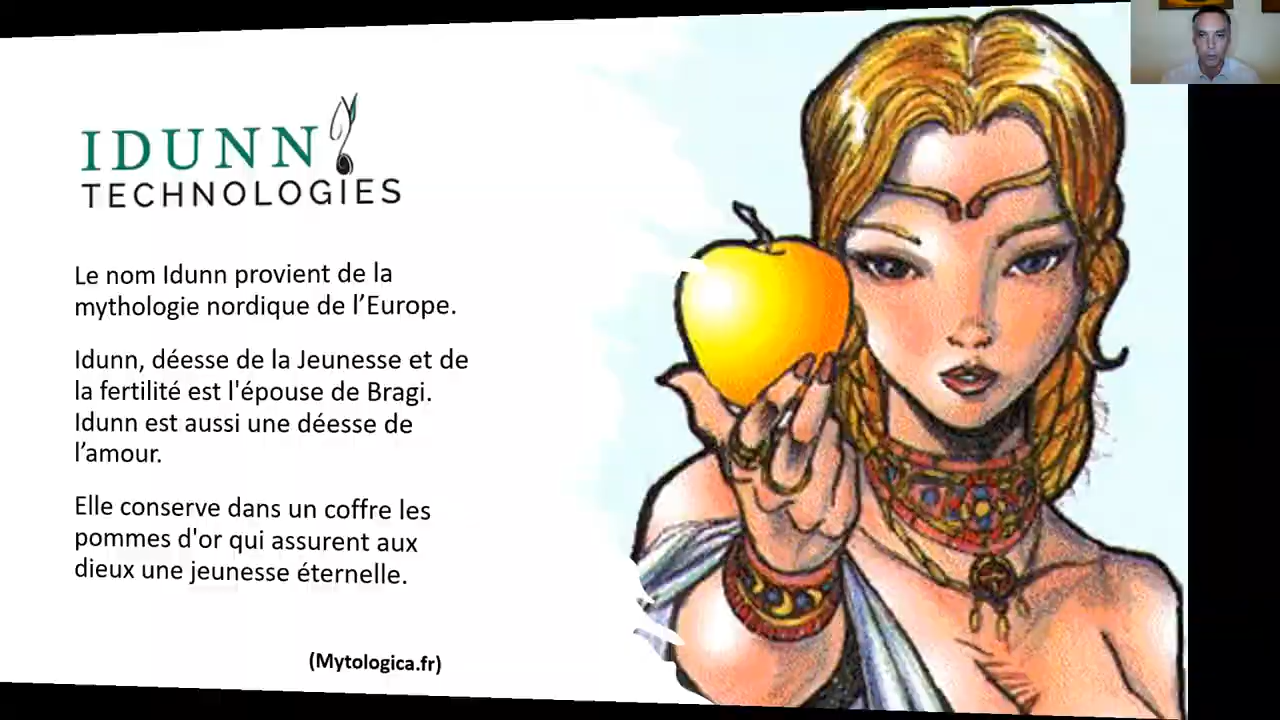 IDUNN
TECHNOLOGIES
Le nom Idunn provient de la
mythologie nordique de l’Europe.
Idunn, déesse de la Jeunesse et de
la fertilité est l'épouse de Bragi.
Idunn est aussi une déesse de
l’amour.
Elle conserve dans un coffre les
pommes d'or qui assurent aux
dieux une jeunesse éternelle.
(Mytologica.fr)